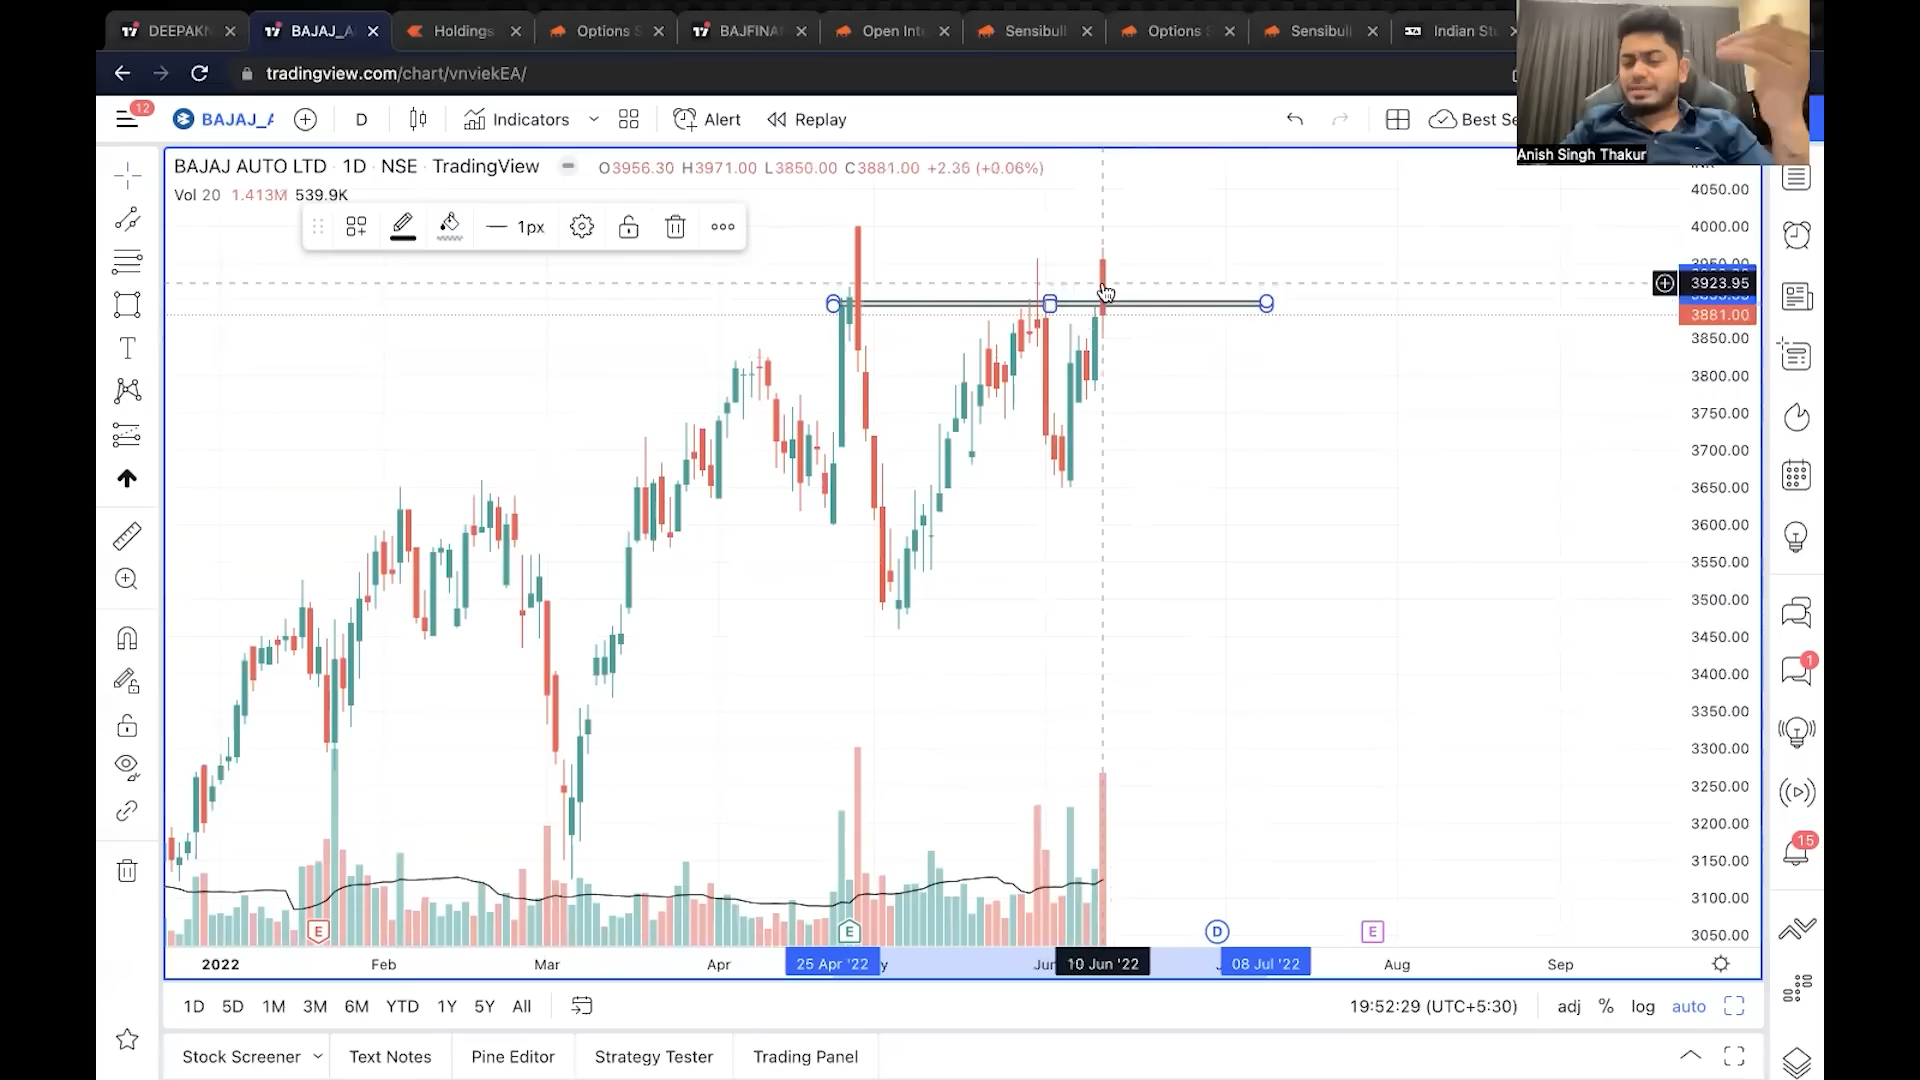 DEEPAKN
BAJAJ_A
Holdings
Options S
BAJFINAN
Open Int
Sensibull
Options S
Sensibull
Indian St
tradingview.com/chart/vnviekEA/
12
BAJAJ_A
D
Indicators
Alert
Replay
Best Se
Anish Singh Thakur
BAJAJ AUTO LTD · 1D · NSE · TradingView
O3956.30 H3971.00 L3850.00 C3881.00 +2.36 (+0.06%)
Vol 20 1.413M 539.9K
1px
4050.00
4000.00
3950.00
3923.95
3881.00
3850.00
3800.00
3750.00
3700.00
3650.00
3600.00
3550.00
3500.00
3450.00
3400.00
3350.00
3300.00
3250.00
3200.00
3150.00
3100.00
3050.00
1
15
E
E
D
E
2022
Feb
Mar
Apr
25 Apr '22
Jun
10 Jun '22
08 Jul '22
Aug
Sep
1D 5D 1M 3M 6M YTD 1Y 5Y All
19:52:29 (UTC+5:30)
adj % log auto
Stock Screener
Text Notes
Pine Editor
Strategy Tester
Trading Panel